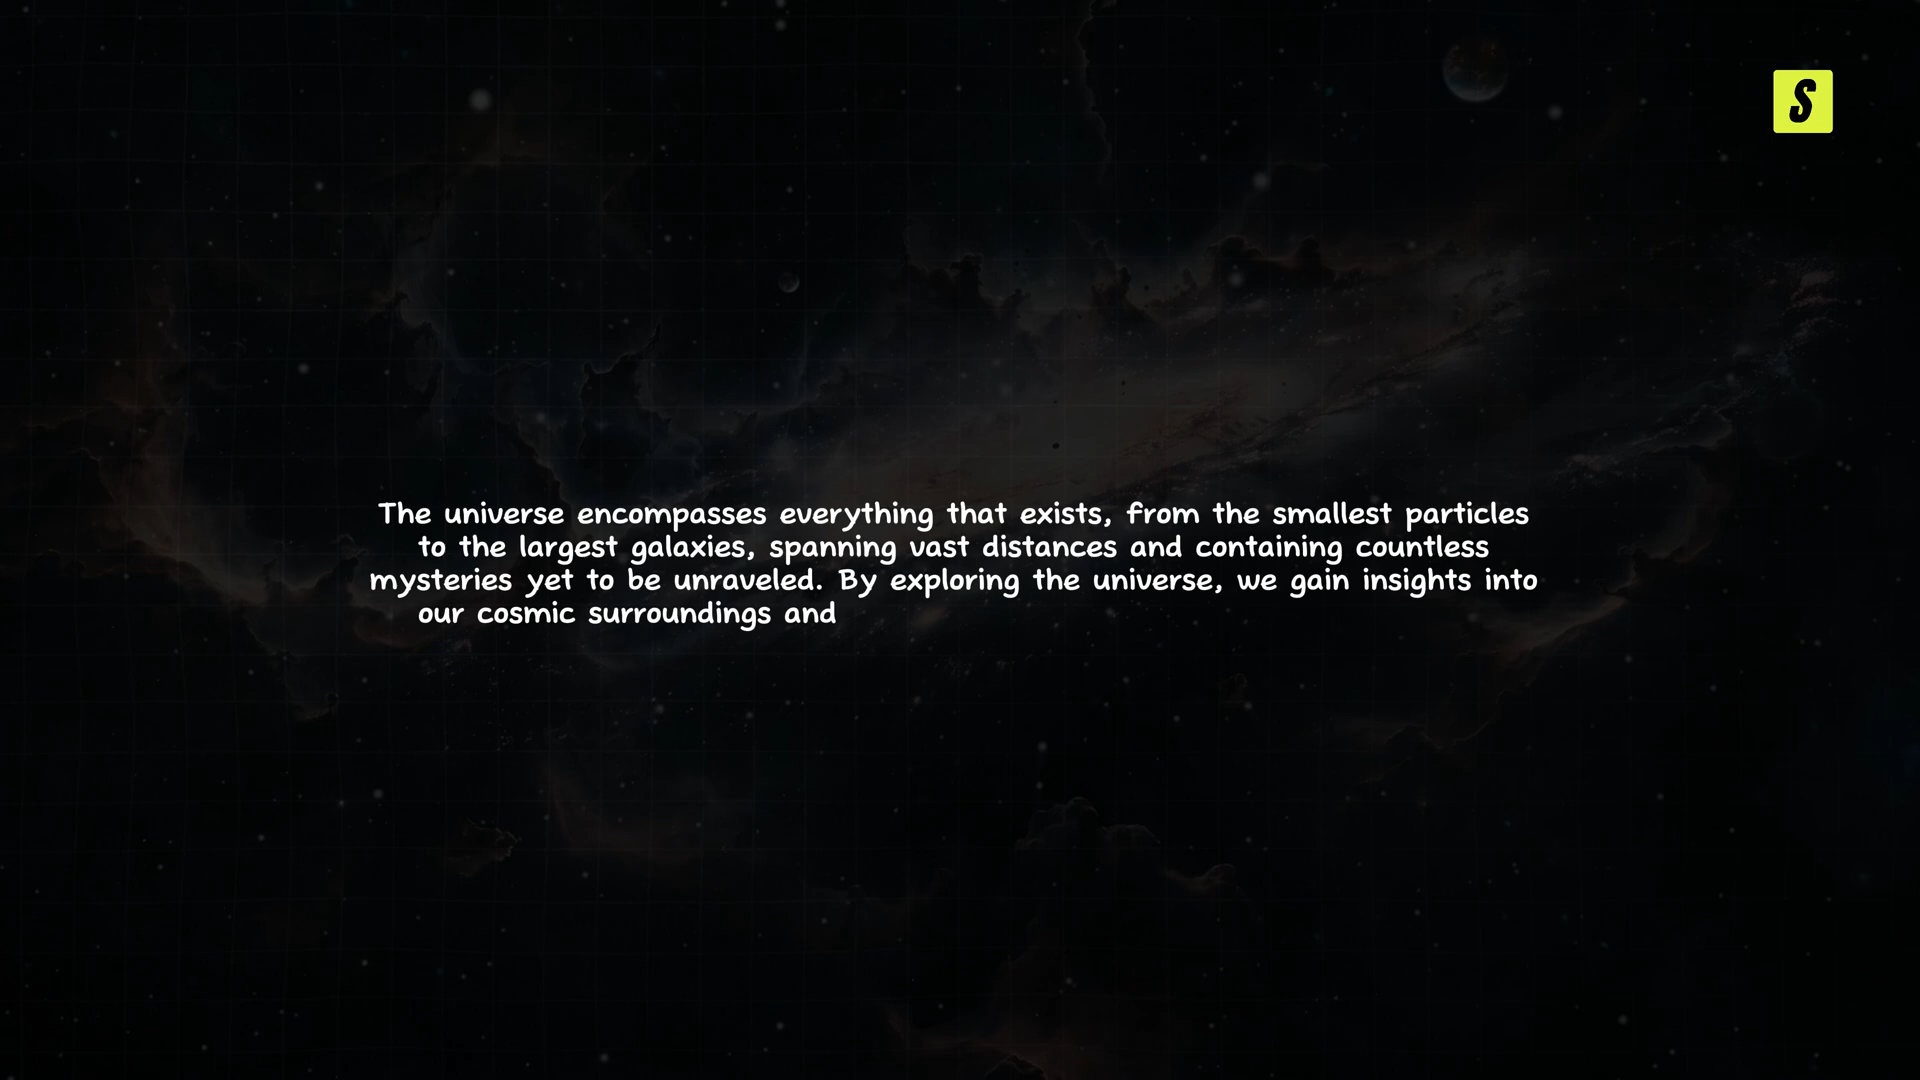 S
The universe encompasses everything that exists, from the smallest particles
to the largest galaxies, spanning vast distances and containing countless
mysteries yet to be unraveled. By exploring the universe, we gain insights into
our cosmic surroundings and